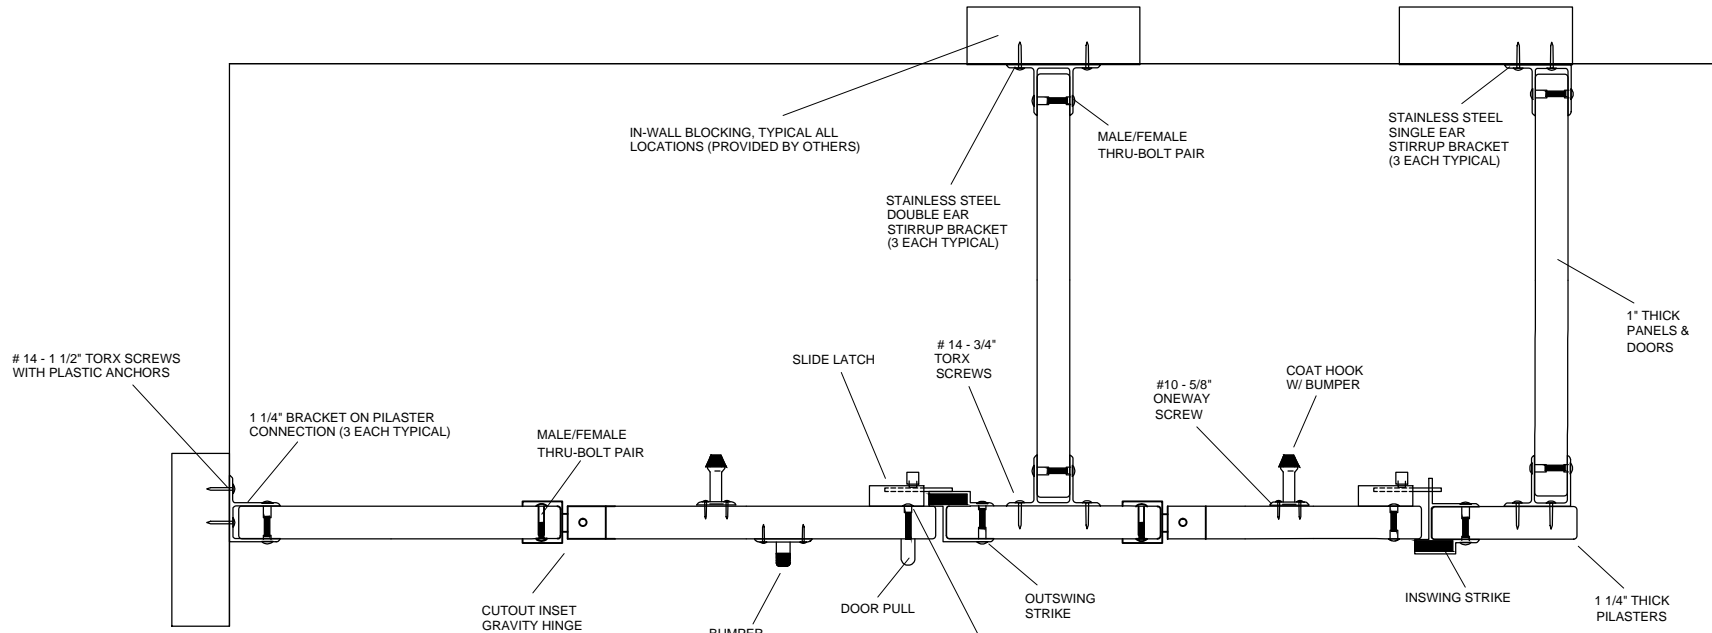 IN-WALL BLOCKING, TYPICAL ALL
LOCATIONS (PROVIDED BY OTHERS)
MALE/FEMALE
THRU-BOLT PAIR
STAINLESS STEEL
SINGLE EAR
STIRRUP BRACKET
(3 EACH TYPICAL)
STAINLESS STEEL
DOUBLE EAR
STIRRUP BRACKET
(3 EACH TYPICAL)
1" THICK
PANELS &
DOORS
# 14 - 1 1/2" TORX SCREWS
WITH PLASTIC ANCHORS
SLIDE LATCH
# 14 - 3/4"
TORX
SCREWS
#10 - 5/8"
ONEWAY
SCREW
COAT HOOK
W/ BUMPER
1 1/4" BRACKET ON PILASTER
CONNECTION (3 EACH TYPICAL)
MALE/FEMALE
THRU-BOLT PAIR
CUTOUT INSET
GRAVITY HINGE
BUMPER
DOOR PULL
OUTSWING
STRIKE
INSWING STRIKE
1 1/4" THICK
PILASTERS